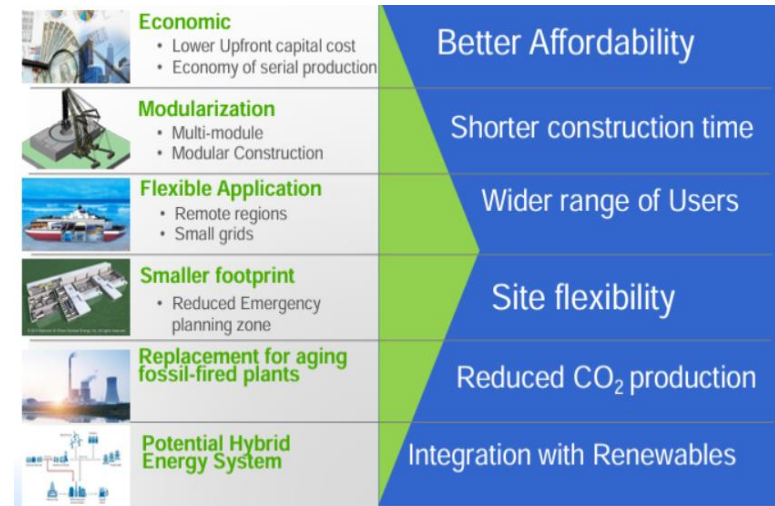 Economic
• Lower Upfront capital cost
• Economy of serial production
Better Affordability
Modularization
• Multi-module
• Modular Construction
Shorter construction time
Flexible Application
• Remote regions
• Small grids
Wider range of Users
Smaller footprint
• Reduced Emergency
planning zone
Site flexibility
Replacement for aging
fossil-fired plants
Reduced CO₂ production
Potential Hybrid
Energy System
Integration with Renewables